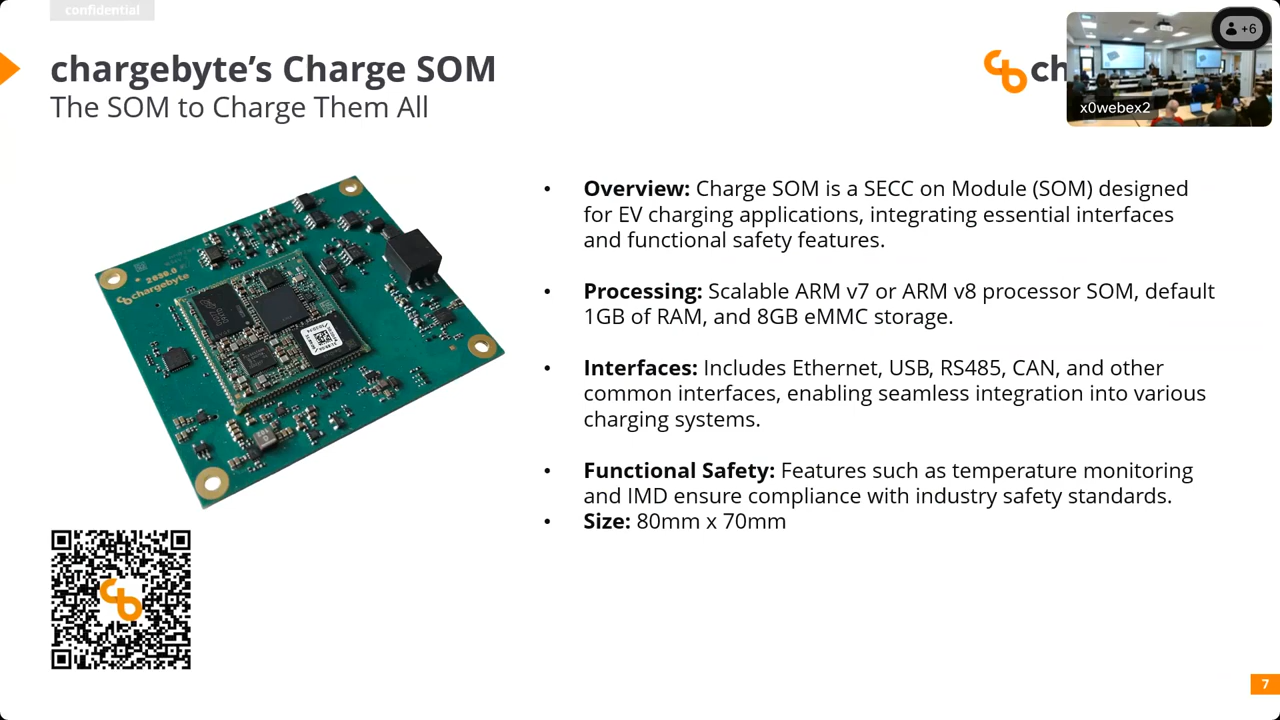 confidential
chargebyte’s Charge SOM
The SOM to Charge Them All
ch
+6
x0webex2
chargebyte
• Overview: Charge SOM is a SECC on Module (SOM) designed
for EV charging applications, integrating essential interfaces
and functional safety features.
• Processing: Scalable ARM v7 or ARM v8 processor SOM, default
1GB of RAM, and 8GB eMMC storage.
• Interfaces: Includes Ethernet, USB, RS485, CAN, and other
common interfaces, enabling seamless integration into various
charging systems.
• Functional Safety: Features such as temperature monitoring
and IMD ensure compliance with industry safety standards.
• Size: 80mm x 70mm
7